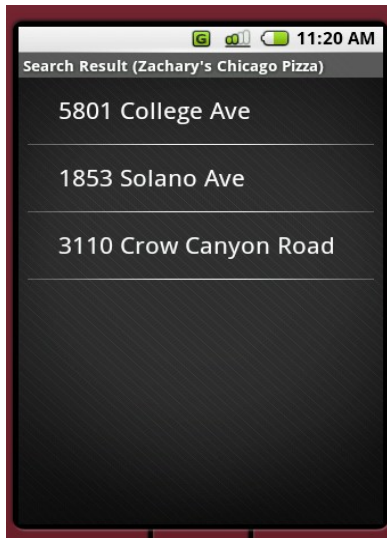 G
11:20 AM
Search Result (Zachary's Chicago Pizza)
5801 College Ave
1853 Solano Ave
3110 Crow Canyon Road